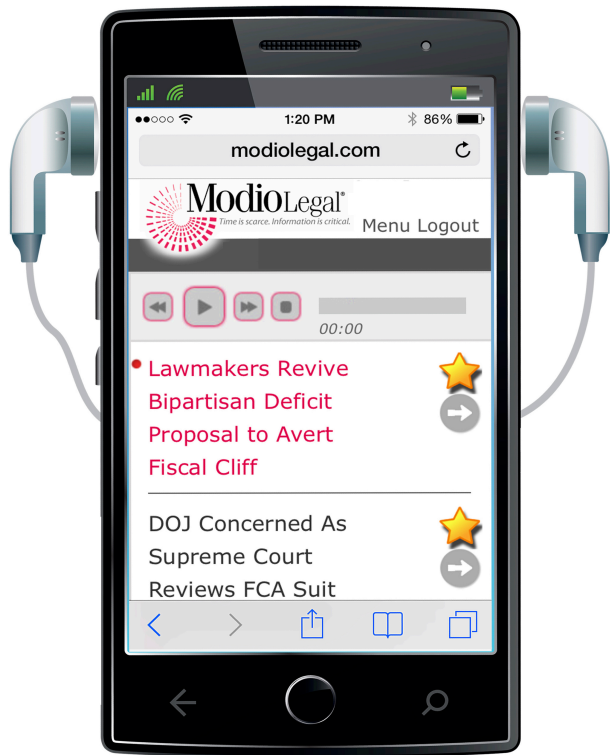 1:20 PM
86%
modiolegal.com
ModioLegal®
Time is scarce. Information is critical.
Menu Logout
00:00
Lawmakers Revive
Bipartisan Deficit
Proposal to Avert
Fiscal Cliff
DOJ Concerned As
Supreme Court
Reviews FCA Suit